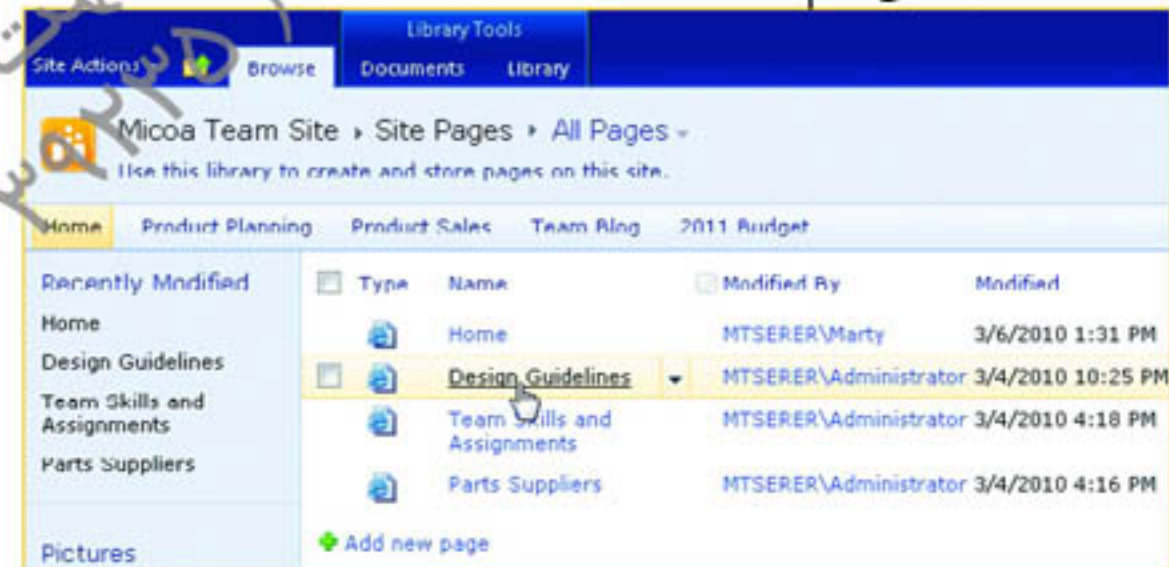 Library Tools
Site Actions Browse Documents Library
Micoa Team Site ▸ Site Pages ▸ All Pages
Use this library to create and store pages on this site.
Home Product Planning Product Sales Team Blog 2011 Budget
Recently Modified
Home
Design Guidelines
Team Skills and
Assignments
Parts Suppliers
Pictures
Type Name Modified By Modified
Home MTSERER\Marty 3/6/2010 1:31 PM
Design Guidelines MTSERER\Administrator 3/4/2010 10:25 PM
Team Skills and MTSERER\Administrator 3/4/2010 4:18 PM
Assignments
Parts Suppliers MTSERER\Administrator 3/4/2010 4:16 PM
Add new page